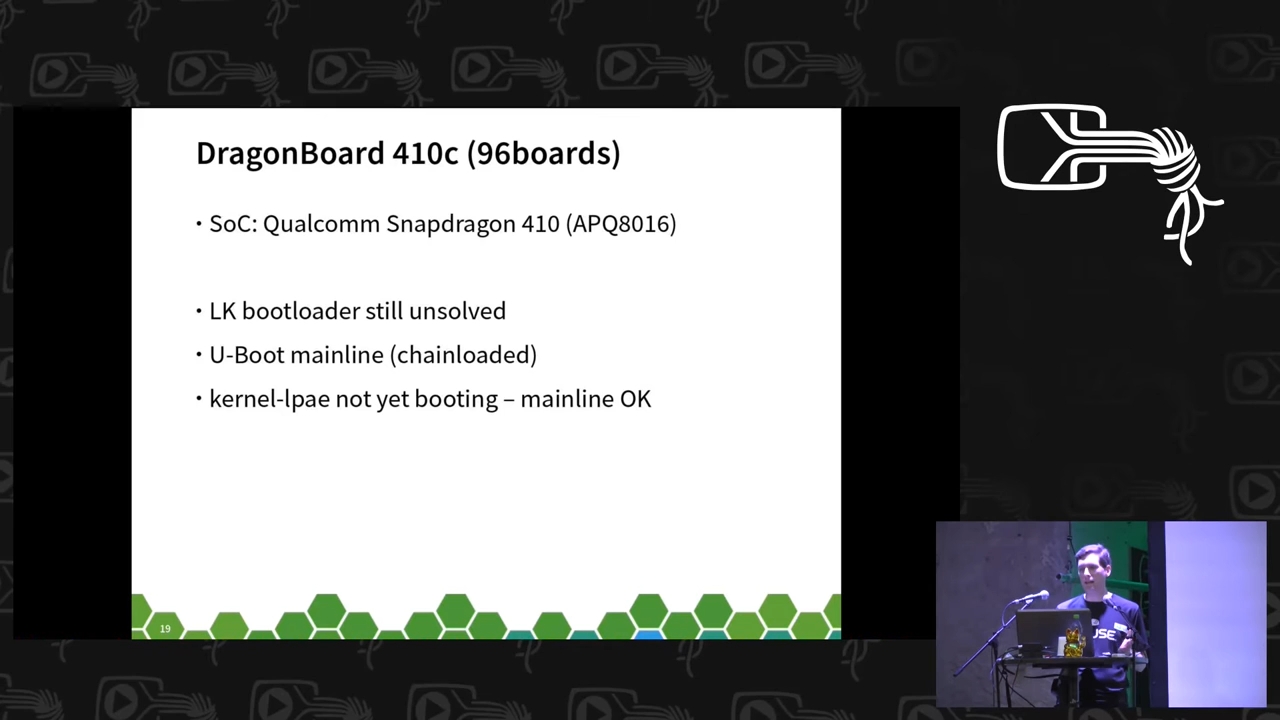 DragonBoard 410c (96boards)
• SoC: Qualcomm Snapdragon 410 (APQ8016)
• LK bootloader still unsolved
• U-Boot mainline (chainloaded)
• kernel-lpae not yet booting – mainline OK
19
USE